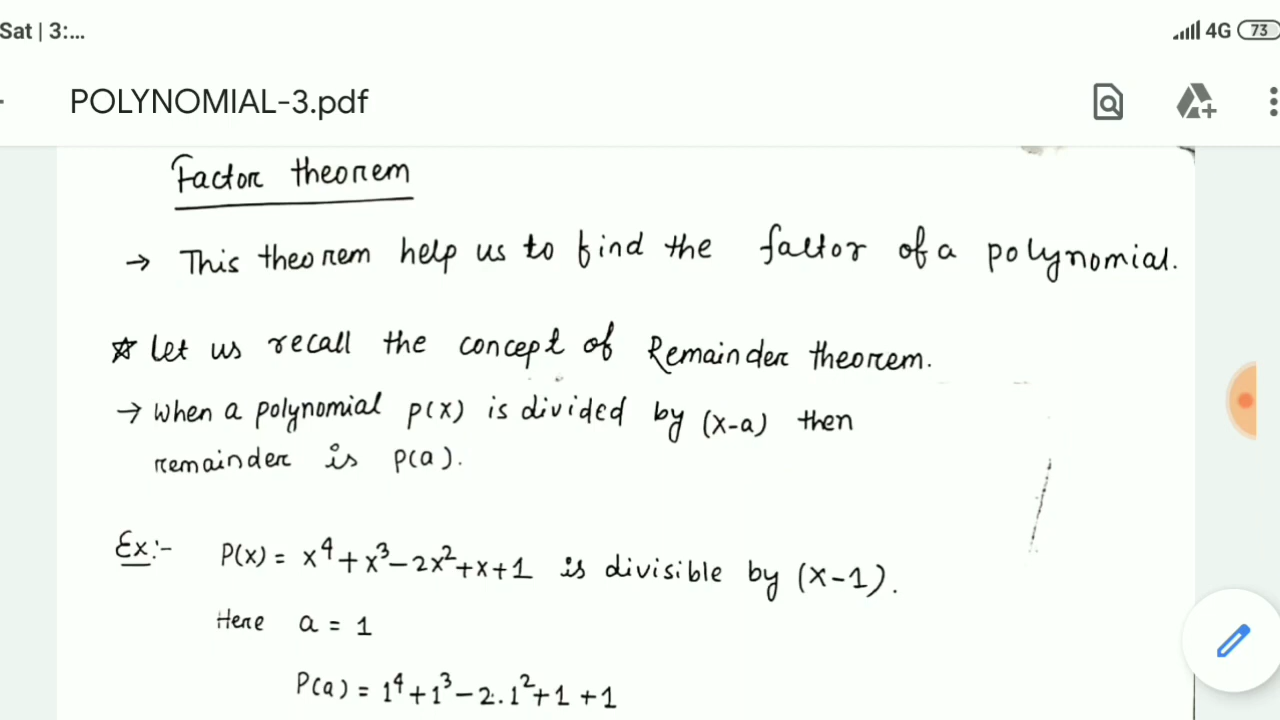 Sat | 3:...
4G 73
POLYNOMIAL-3.pdf
Factor theorem
→ This theorem help us to find the factor of a polynomial.
☆ Let us recall the concept of Remainder theorem.
→ When a polynomial p(x) is divided by (x-a) then
remainder is p(a).
Ex:- P(x) = x⁴+x³-2x²+x+1 is divisible by (x-1).
Here a = 1
P(a) = 1⁴+1³-2.1²+1+1